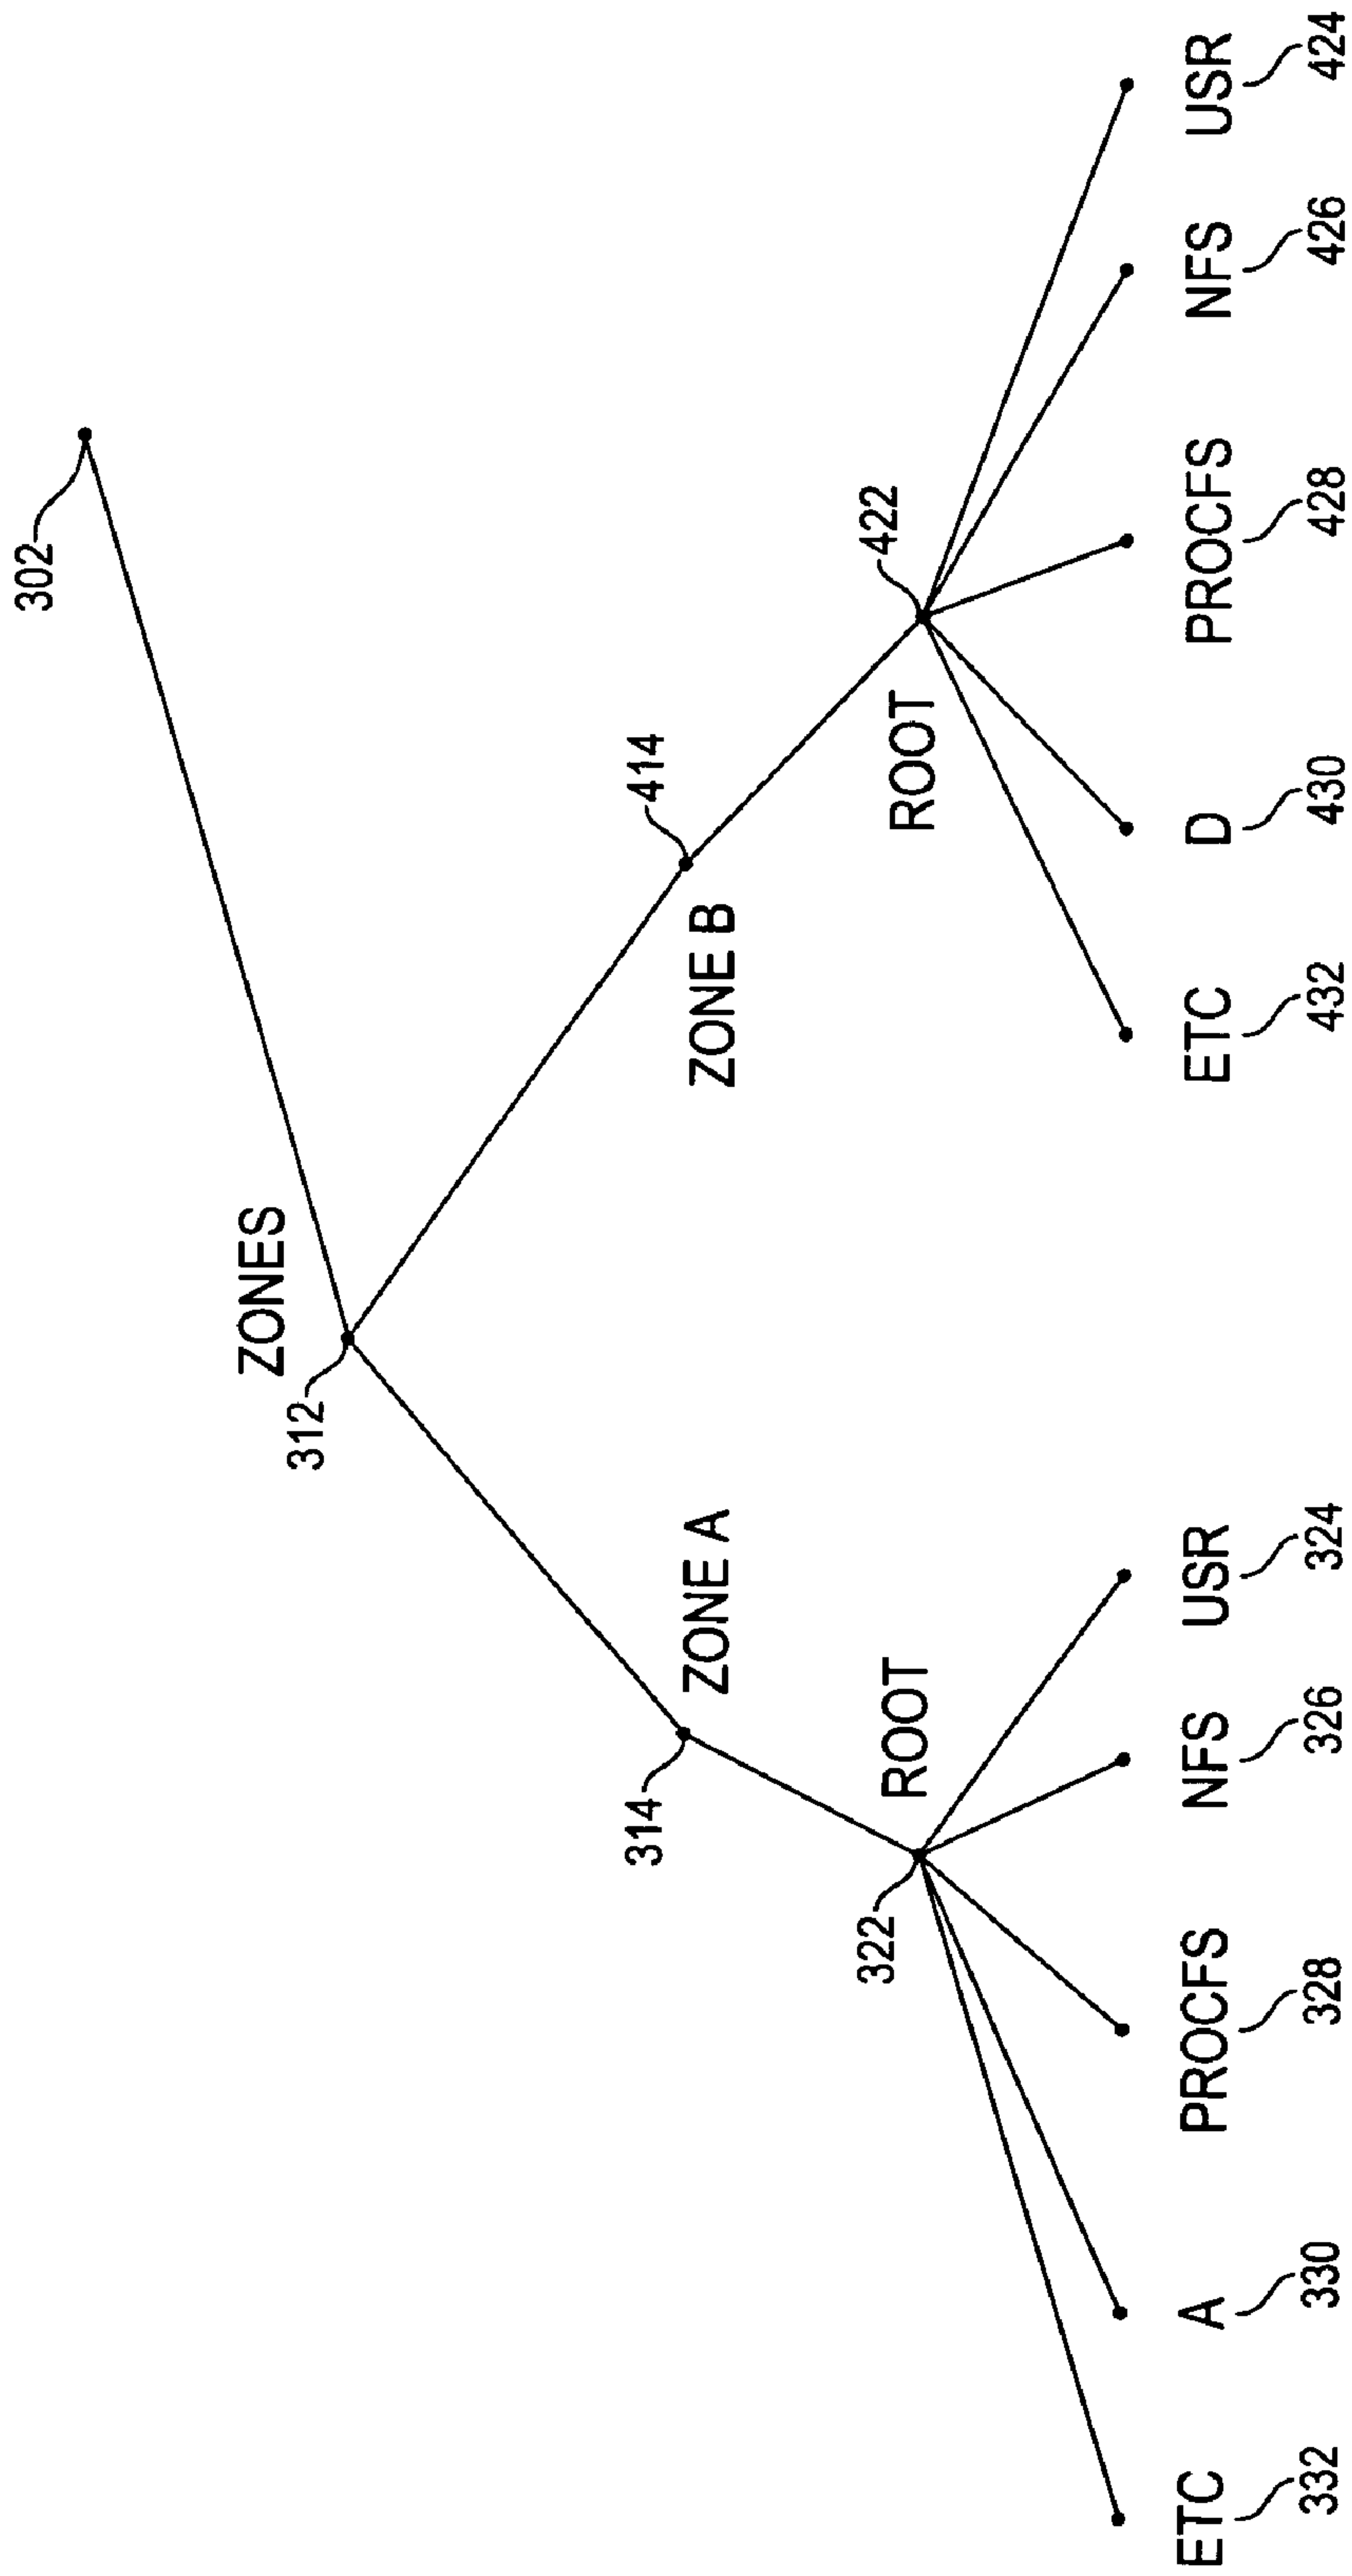 302
ZONES
312
ZONE A
314
ZONE B
414
ROOT
322
ROOT
422
ETC
A
PROCFS
NFS
USR
ETC
D
PROCFS
NFS
USR
332
330
328
326
324
432
430
428
426
424